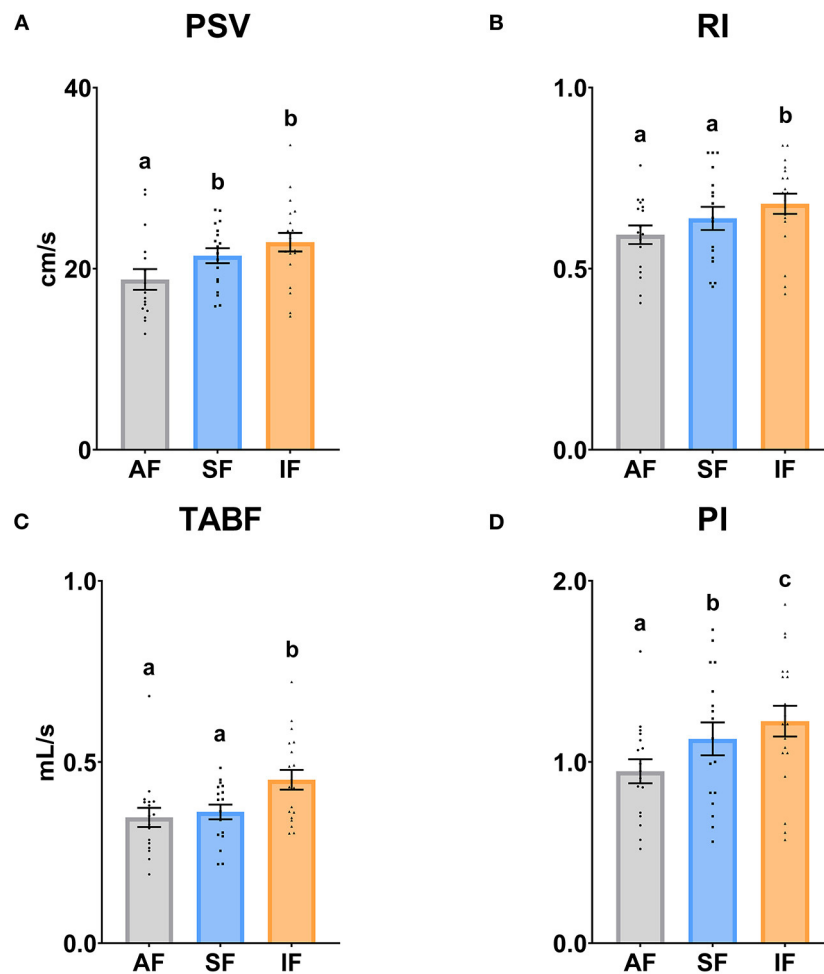 A
PSV
40
20
0
cm/s
a
b
b
AF SF IF
B
RI
1.0
0.5
0.0
a
a
b
AF SF IF
C
TABF
1.0
0.5
0.0
mL/s
a
a
b
AF SF IF
D
PI
2.0
1.0
0.0
a
b
c
AF SF IF